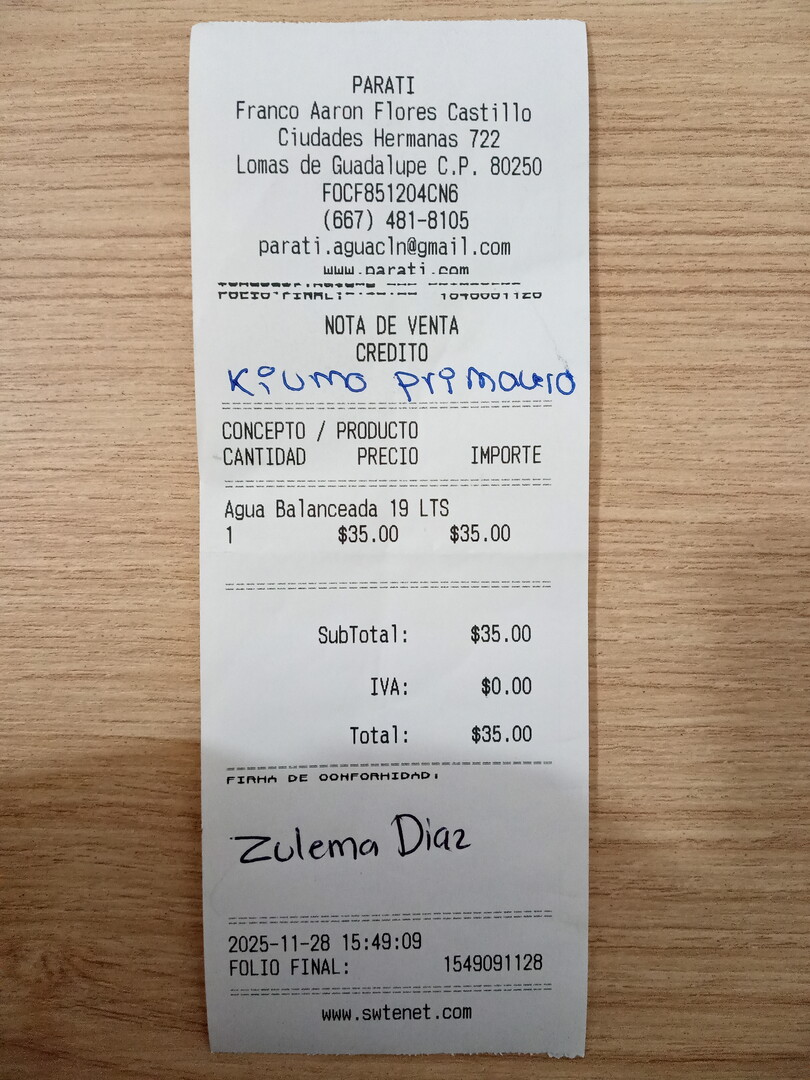 PARATI
Franco Aaron Flores Castillo
Ciudades Hermanas 722
Lomas de Guadalupe C.P. 80250
FOCF851204CN6
(667) 481-8105
parati.aguacln@gmail.com
www.parati.com
FOLIO FINAL:
NOTA DE VENTA
CREDITO
CONCEPTO / PRODUCTO
CANTIDAD PRECIO IMPORTE
Agua Balanceada 19 LTS
1 $35.00 $35.00
SubTotal: $35.00
IVA: $0.00
Total: $35.00
FIRMA DE CONFORMIDAD:
Zulema Diaz
2025-11-28 15:49:09
FOLIO FINAL: 1549091128
www.swtenet.com